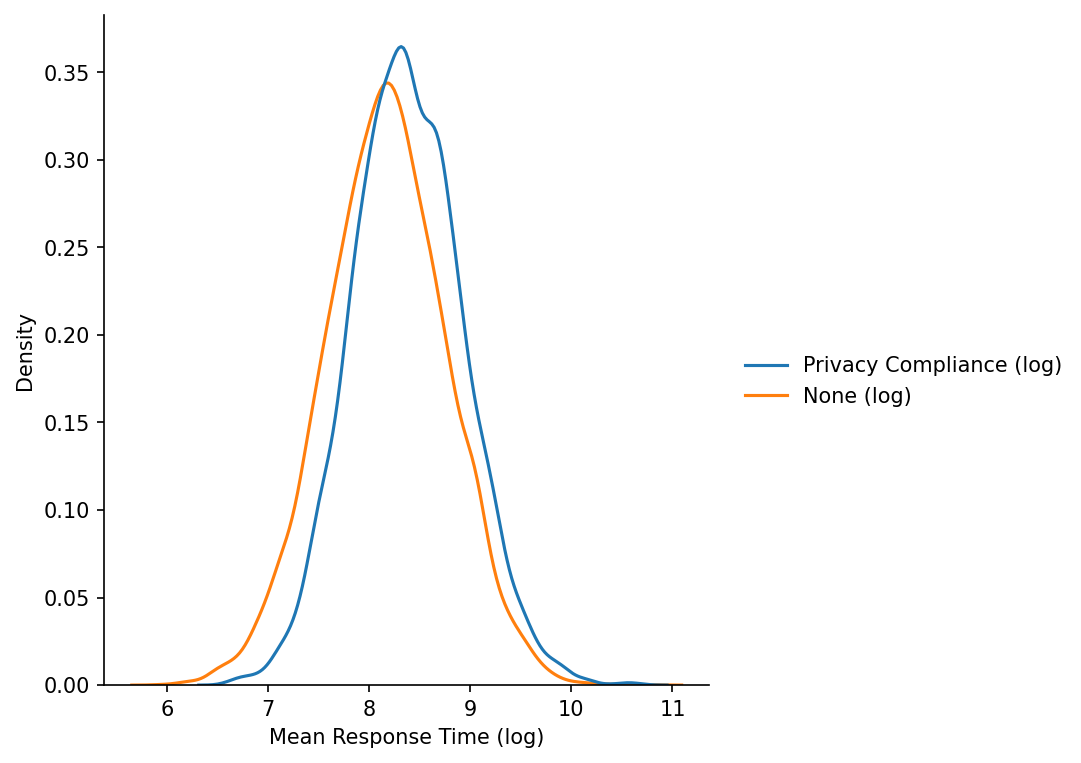 0.35
0.30
0.25
0.20
0.15
0.10
0.05
0.00
Density
6 7 8 9 10 11
Mean Response Time (log)
Privacy Compliance (log)
None (log)